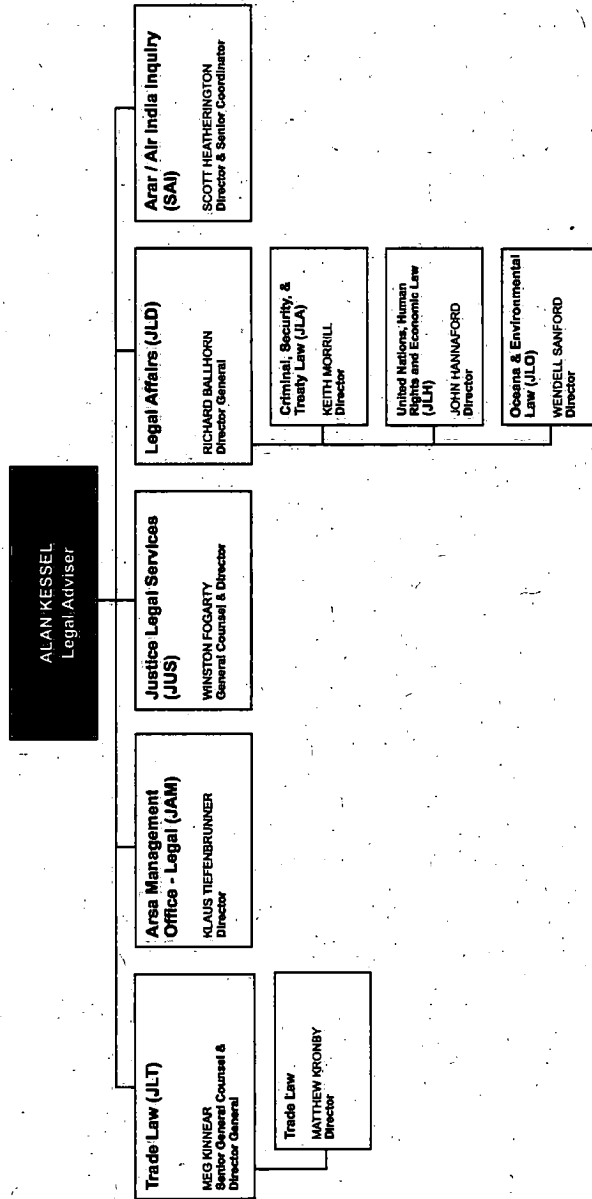 ALAN KESSEL
Legal Adviser
Trade Law (JLT)
MEG KINNEAR
Senior General Counsel &
Director General
Trade Law
MATTHEW KRONBY
Director
Arsa Management
Office - Legal (JAM)
KLAUS TIEFENBRUNNER
Director
Justice Legal Services
(JUS)
WINSTON FOGARTY
General Counsel & Director
Legal Affairs (JLD)
RICHARD BALLHORN
Director General
Criminal, Security, &
Treaty Law (JLA)
KEITH MORRILL
Director
United Nations, Human
Rights and Economic Law
(JLH)
JOHN HANNAFORD
Director
Oceana & Environmental
Law (JLO)
WENDELL SANFORD
Director
Arar / Air India Inquiry
(SAI)
SCOTT HEATHERINGTON
Director & Senior Coordinator